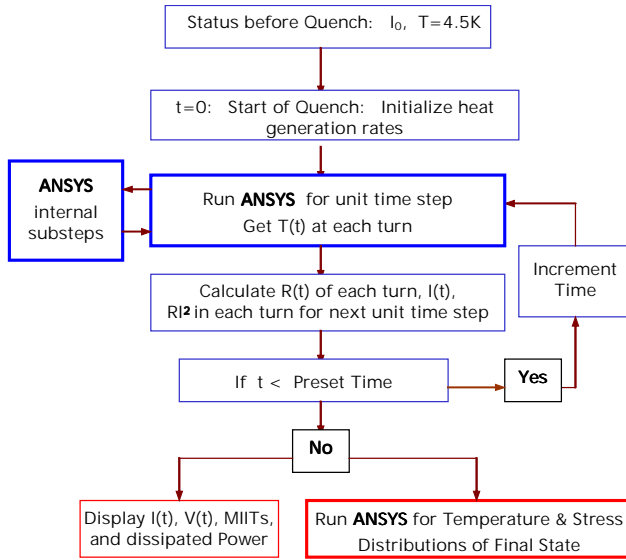 Status before Quench: I₀, T=4.5K
t=0: Start of Quench: Initialize heat
generation rates
ANSYS
internal
substeps
Run ANSYS for unit time step
Get T(t) at each turn
Increment
Time
Calculate R(t) of each turn, I(t),
RI² in each turn for next unit time step
If t < Preset Time
Yes
No
Display I(t), V(t), MIITs,
and dissipated Power
Run ANSYS for Temperature & Stress
Distributions of Final State